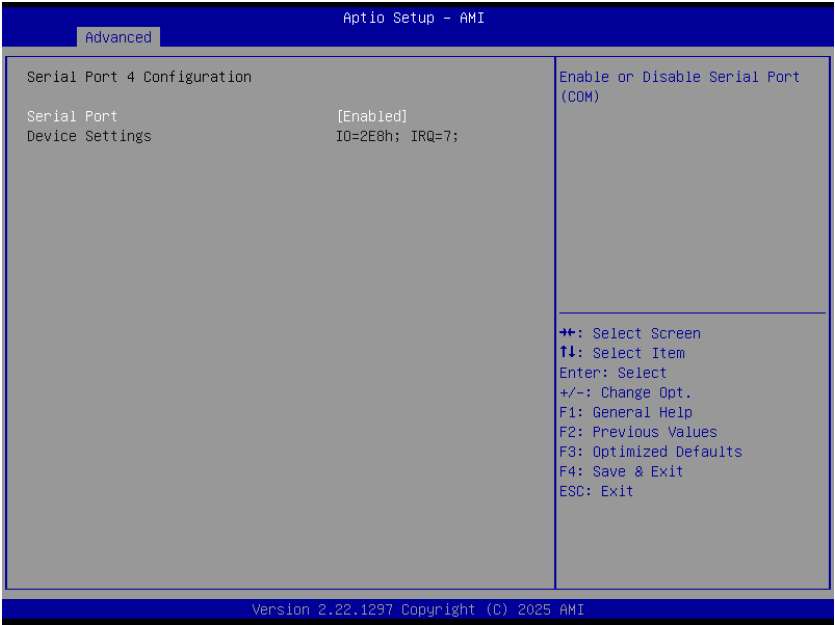 Aptio Setup - AMI
Advanced
Serial Port 4 Configuration
Serial Port [Enabled]
Device Settings IO=2E8h; IRQ=7;
Enable or Disable Serial Port
(COM)
→←: Select Screen
↑↓: Select Item
Enter: Select
+/-: Change Opt.
F1: General Help
F2: Previous Values
F3: Optimized Defaults
F4: Save & Exit
ESC: Exit
Version 2.22.1297 Copyright (C) 2025 AMI